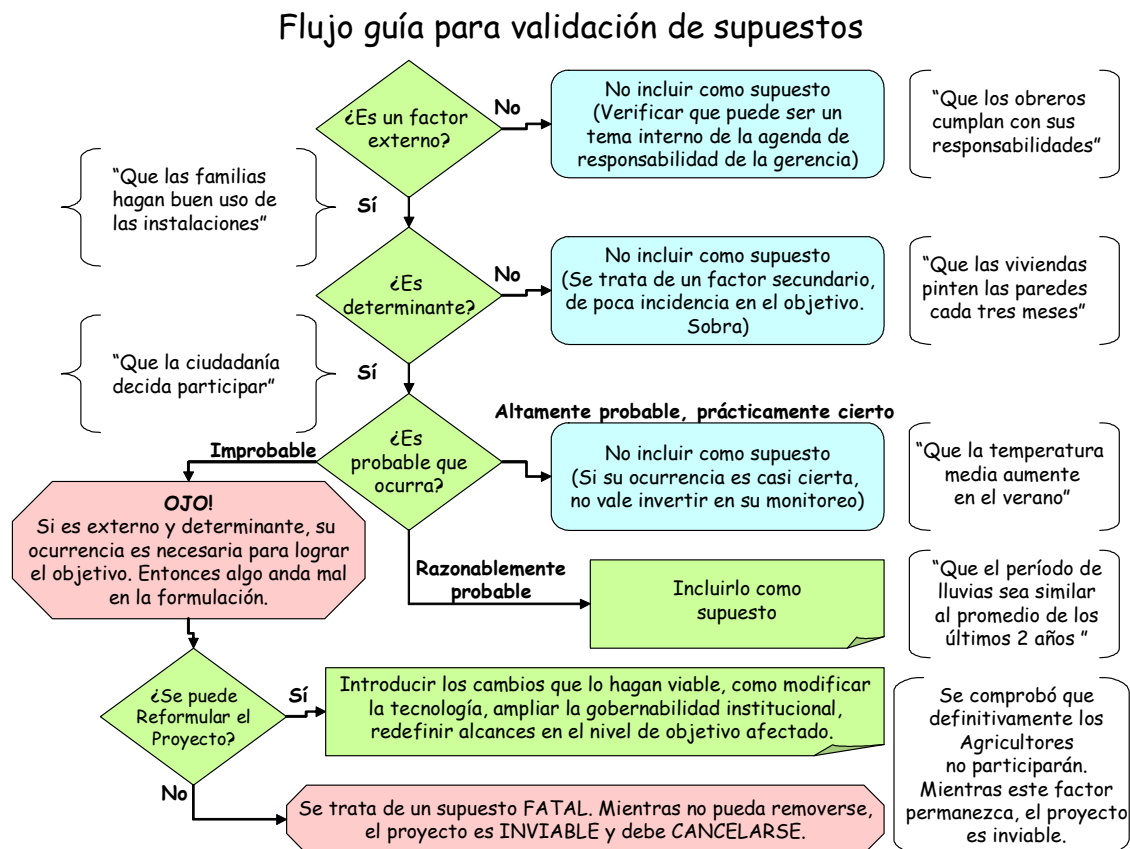 Flujo guía para validación de supuestos
¿Es un factor
externo?
No
No incluir como supuesto
(Verificar que puede ser un
tema interno de la agenda de
responsabilidad de la gerencia)
“Que los obreros
cumplan con sus
responsabilidades”
“Que las familias
hagan buen uso de
las instalaciones”
Sí
¿Es
determinante?
No
No incluir como supuesto
(Se trata de un factor secundario,
de poca incidencia en el objetivo.
Sobra)
“Que las viviendas
pinten las paredes
cada tres meses”
“Que la ciudadanía
decida participar”
Sí
¿Es
probable que
ocurra?
Altamente probable, prácticamente cierto
No incluir como supuesto
(Si su ocurrencia es casi cierta,
no vale invertir en su monitoreo)
“Que la temperatura
media aumente
en el verano”
Improbable
OJO!
Si es externo y determinante, su
ocurrencia es necesaria para lograr
el objetivo. Entonces algo anda mal
en la formulación.
Razonablemente
probable
Incluirlo como
supuesto
“Que el período de
lluvias sea similar
al promedio de los
últimos 2 años ”
¿Se puede
Reformular el
Proyecto?
Sí
Introducir los cambios que lo hagan viable, como modificar
la tecnología, ampliar la gobernabilidad institucional,
redefinir alcances en el nivel de objetivo afectado.
Se comprobó que
definitivamente los
Agricultores
no participarán.
Mientras este factor
permanezca, el proyecto
es inviable.
No
Se trata de un supuesto FATAL. Mientras no pueda removerse,
el proyecto es INVIABLE y debe CANCELARSE.